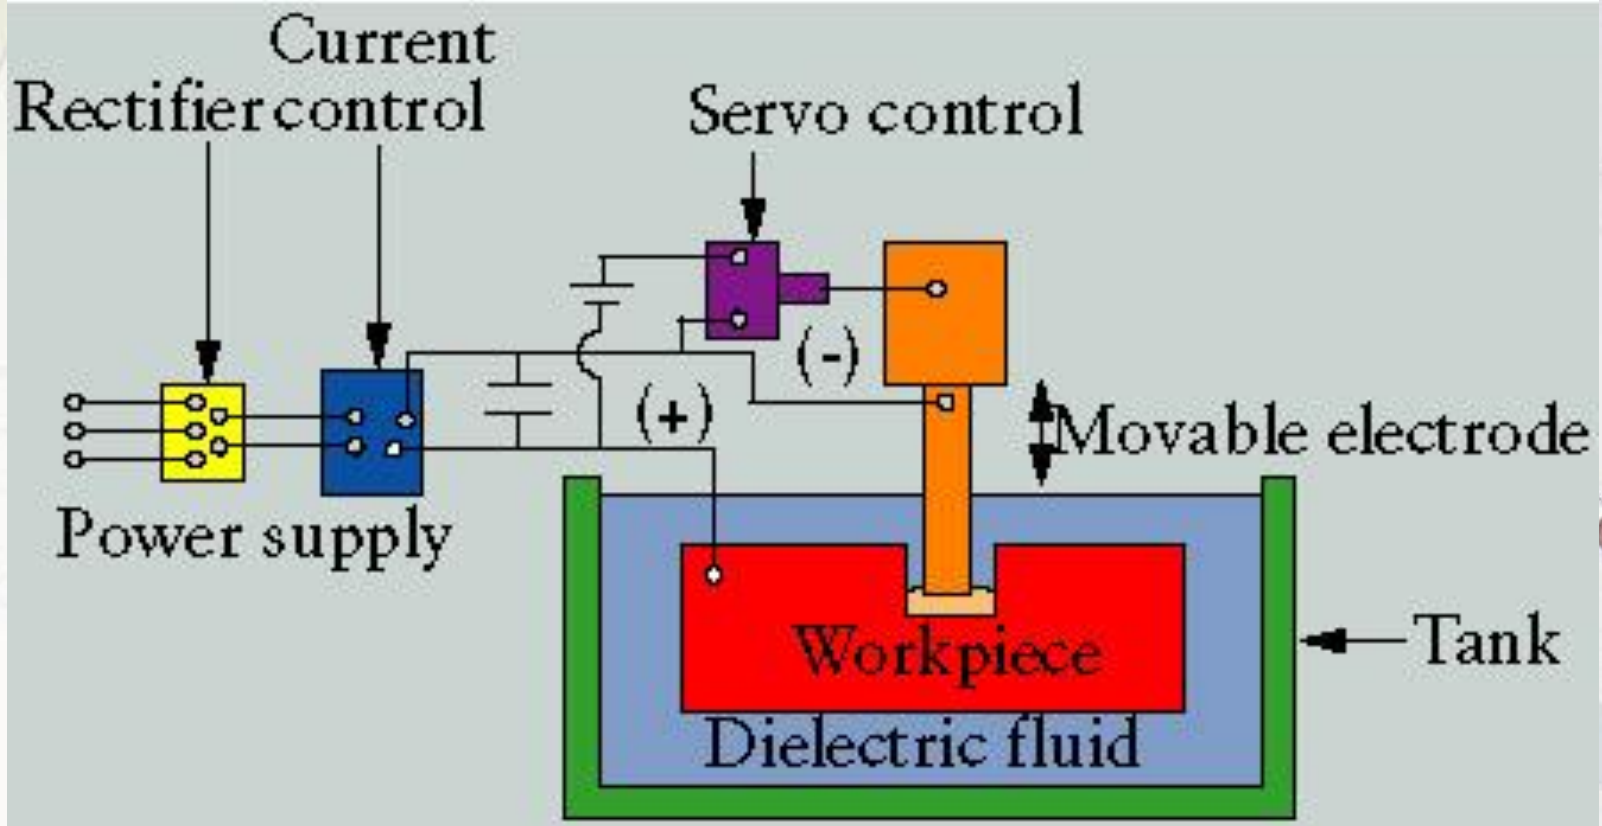 Current
Rectifier control
Servo control
(-)
(+)
Movable electrode
Power supply
Tank
Workpiece
Dielectric fluid